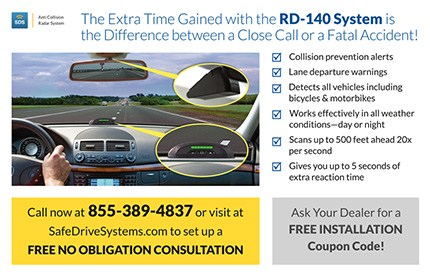 SDS
Anti Collision
Radar System
The Extra Time Gained with the RD-140 System is
the Difference between a Close Call or a Fatal Accident!
Collision prevention alerts
Lane departure warnings
Detects all vehicles including
bicycles & motorbikes
Works effectively in all weather
conditions—day or night
Scans up to 500 feet ahead 20x
per second
Gives you up to 5 seconds of
extra reaction time
Call now at 855-389-4837 or visit at
SafeDriveSystems.com to set up a
FREE NO OBLIGATION CONSULTATION
Ask Your Dealer for a
FREE INSTALLATION
Coupon Code!